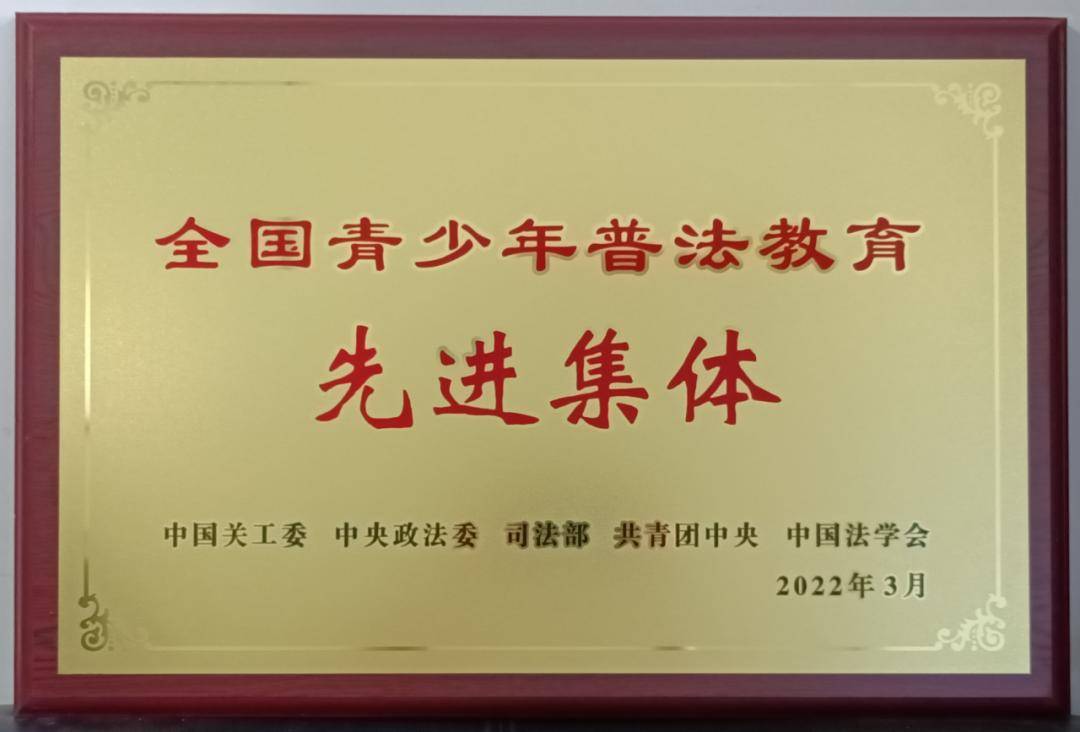 全国青少年普法教育
先进集体
中国关工委 中央政法委 司法部 共青团中央 中国法学会
2022年3月